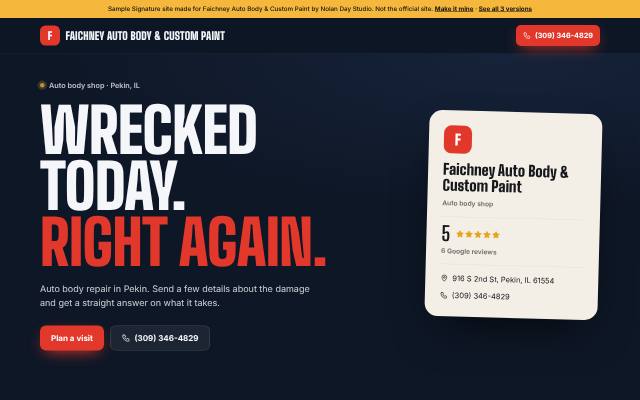 Sample Signature site made for Faichney Auto Body & Custom Paint by Nolan Day Studio. Not the official site. Make it mine · See all 3 versions
F FAICHNEY AUTO BODY & CUSTOM PAINT
(309) 346-4829
Auto body shop · Pekin, IL
WRECKED
TODAY.
RIGHT AGAIN.
Auto body repair in Pekin. Send a few details about the damage
and get a straight answer on what it takes.
Plan a visit
(309) 346-4829
F
Faichney Auto Body &
Custom Paint
Auto body shop
5 ★★★★★
6 Google reviews
916 S 2nd St, Pekin, IL 61554
(309) 346-4829